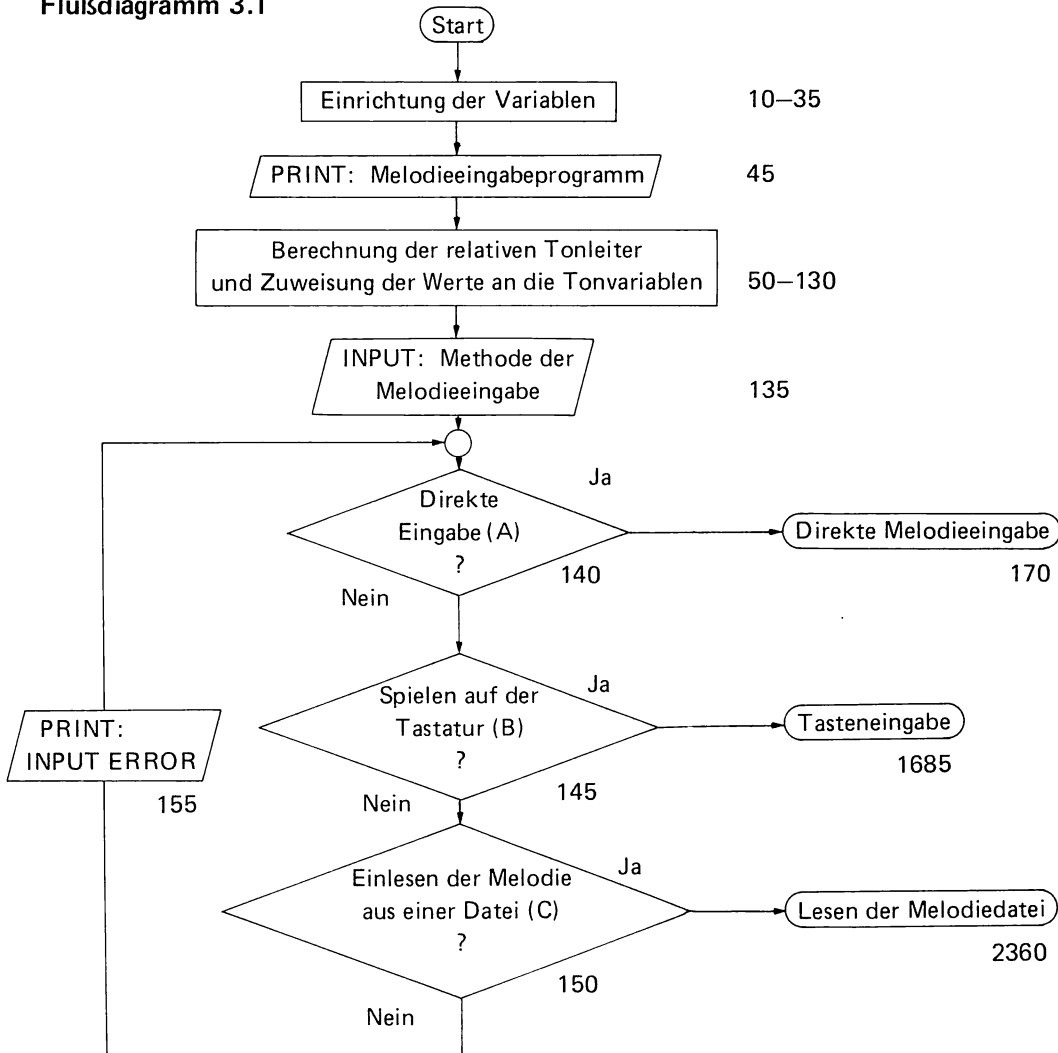 Flußdiagramm 3.1
Start
Einrichtung der Variablen
10–35
PRINT: Melodieeingabeprogramm
45
Berechnung der relativen Tonleiter
und Zuweisung der Werte an die Tonvariablen
50–130
INPUT: Methode der
Melodieeingabe
135
Direkte
Eingabe (A)
?
Ja
140
Direkte Melodieeingabe
170
Nein
Spielen auf der
Tastatur (B)
?
Ja
145
Tasteneingabe
1685
PRINT:
INPUT ERROR
155
Nein
Einlesen der Melodie
aus einer Datei (C)
?
Ja
150
Lesen der Melodiedatei
2360
Nein